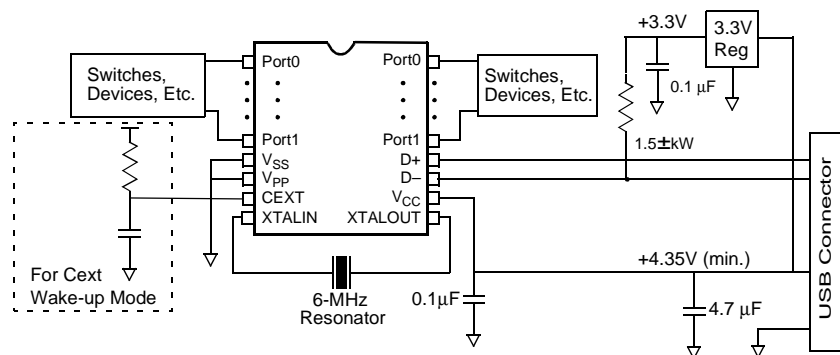 +3.3V
3.3V
Reg
0.1 µF
1.5±kW
Switches,
Devices, Etc.
Port0
Port0
Port1
Port1
Switches,
Devices, Etc.
VSS
VPP
CEXT
XTALIN
D+
D–
VCC
XTALOUT
For Cext
Wake-up Mode
6-MHz
Resonator
0.1µF
+4.35V (min.)
4.7 µF
USB Connector